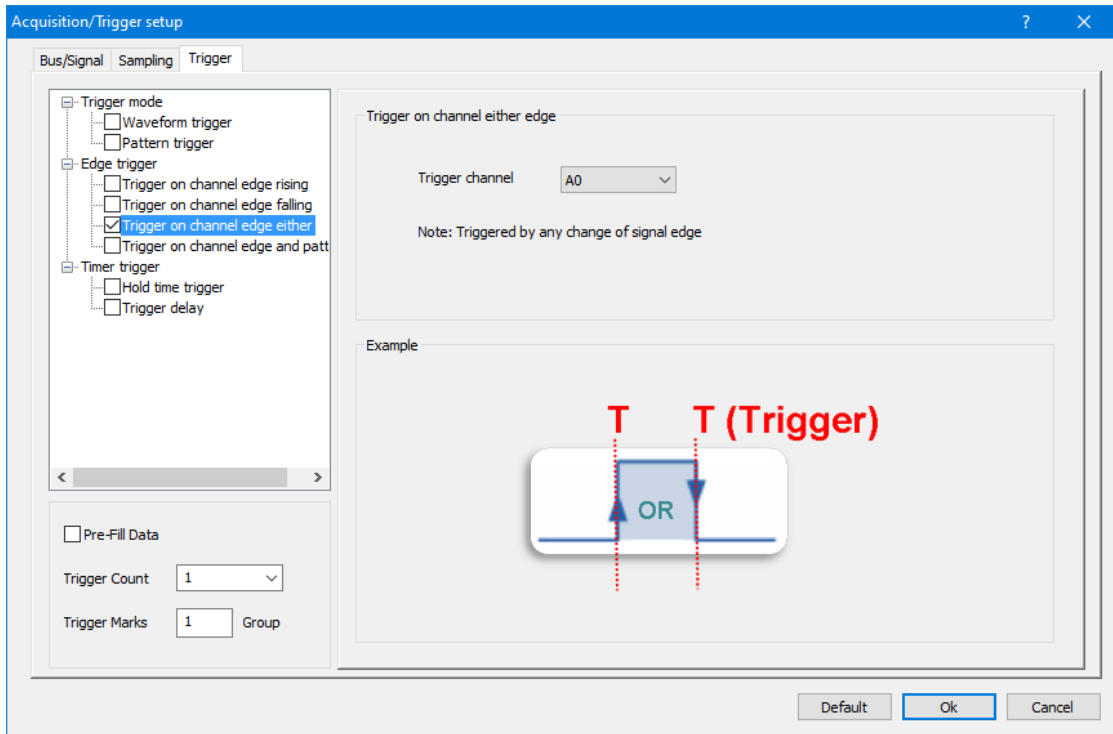 Acquisition/Trigger setup
Bus/Signal Sampling Trigger
Trigger mode
Waveform trigger
Pattern trigger
Edge trigger
Trigger on channel edge rising
Trigger on channel edge falling
Trigger on channel edge either
Trigger on channel edge and patt
Timer trigger
Hold time trigger
Trigger delay
Pre-Fill Data
Trigger Count 1
Trigger Marks 1 Group
Trigger on channel either edge
Trigger channel A0
Note: Triggered by any change of signal edge
Example
T T (Trigger)
OR
Default Ok Cancel